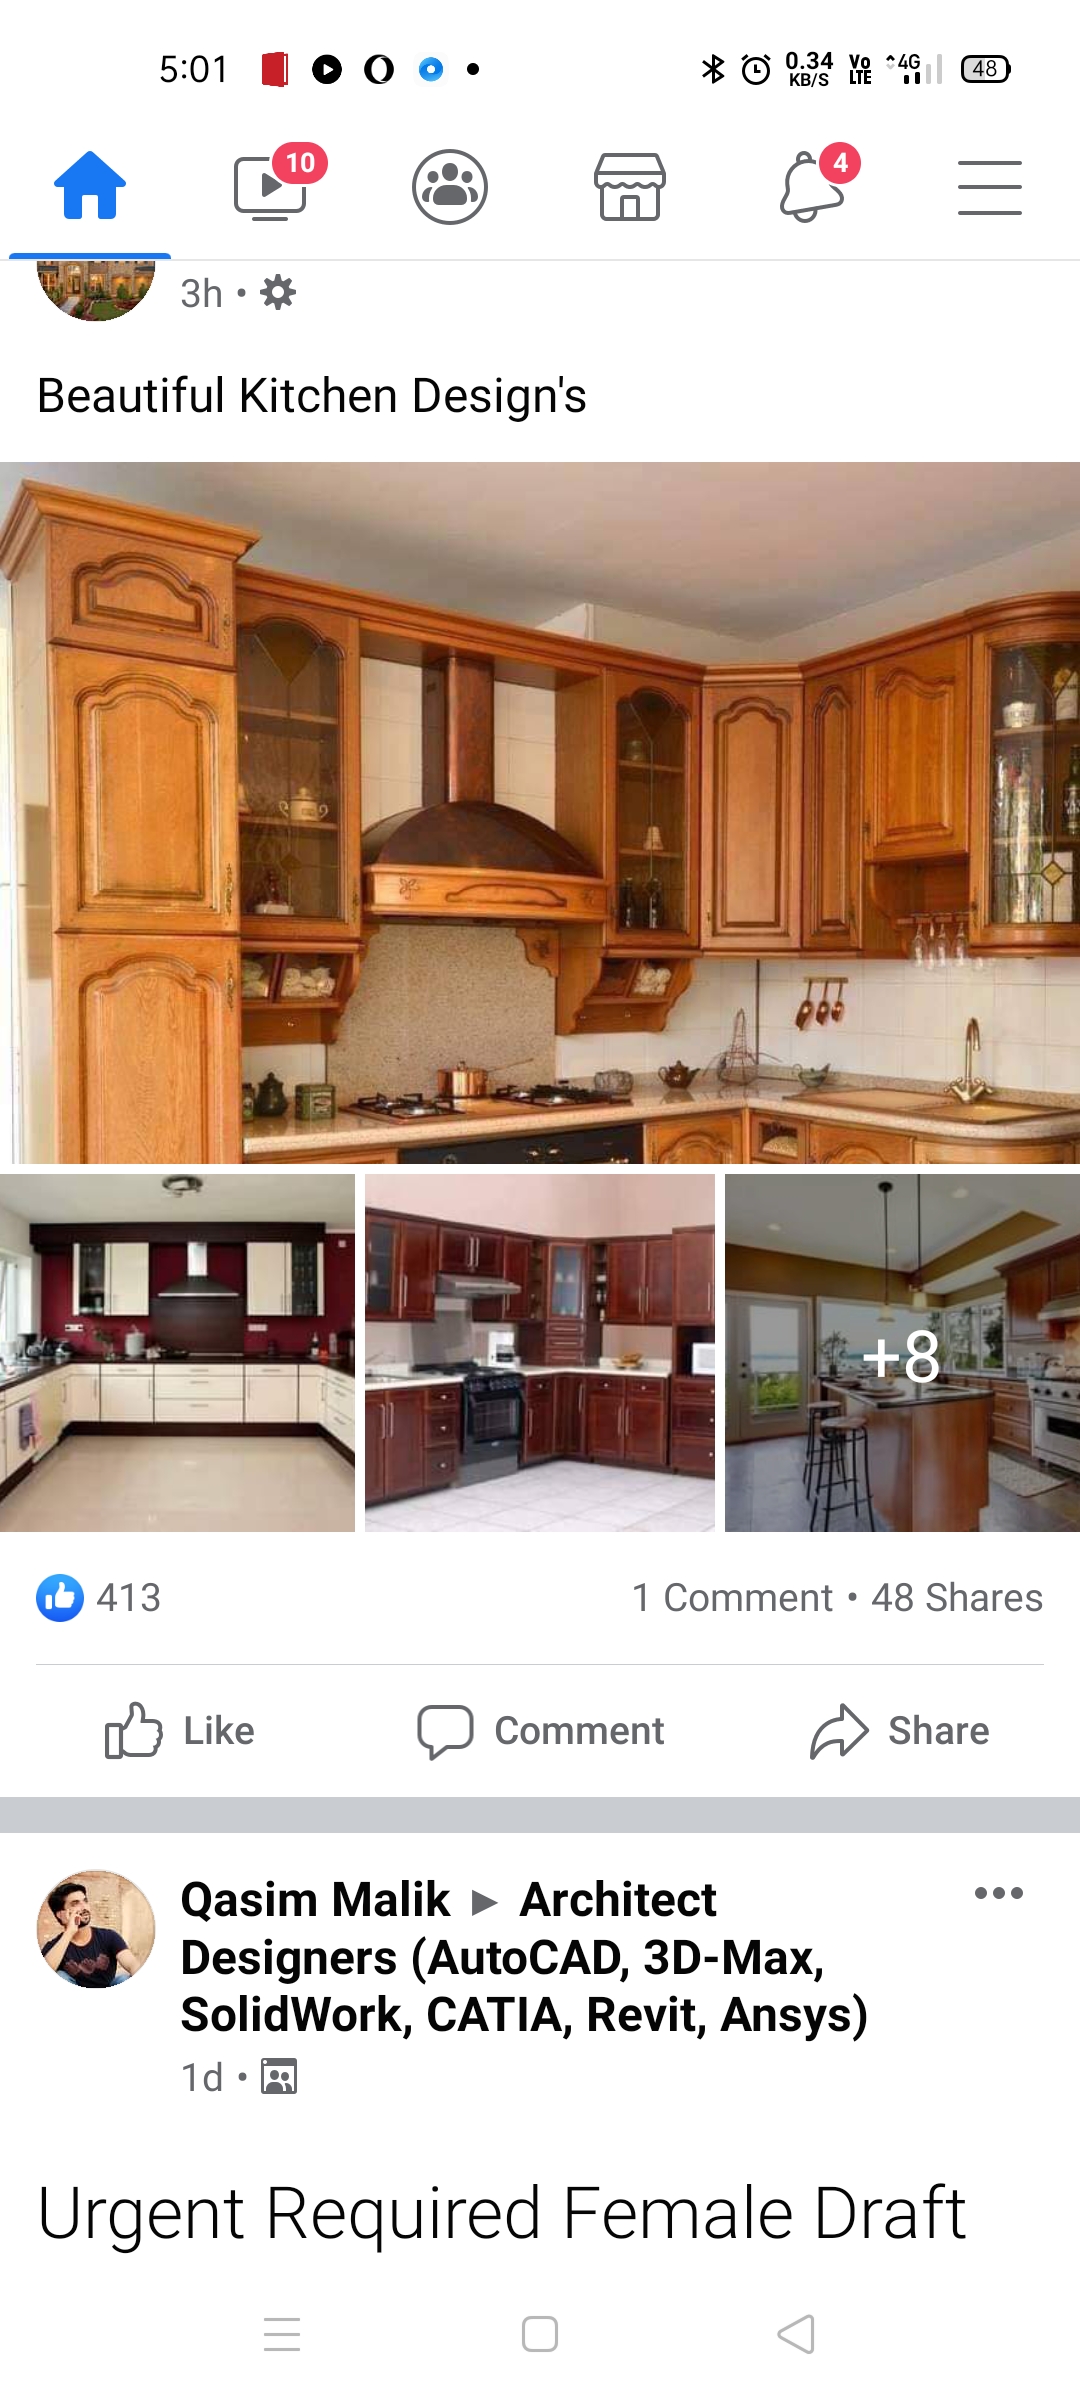 5:01
0.34
KB/S
Vo
LTE
4G
48
10
4
3h •
Beautiful Kitchen Design's
+8
413
1 Comment • 48 Shares
Like
Comment
Share
Qasim Malik ▶ Architect
Designers (AutoCAD, 3D-Max,
SolidWork, CATIA, Revit, Ansys)
1d •
Urgent Required Female Draft